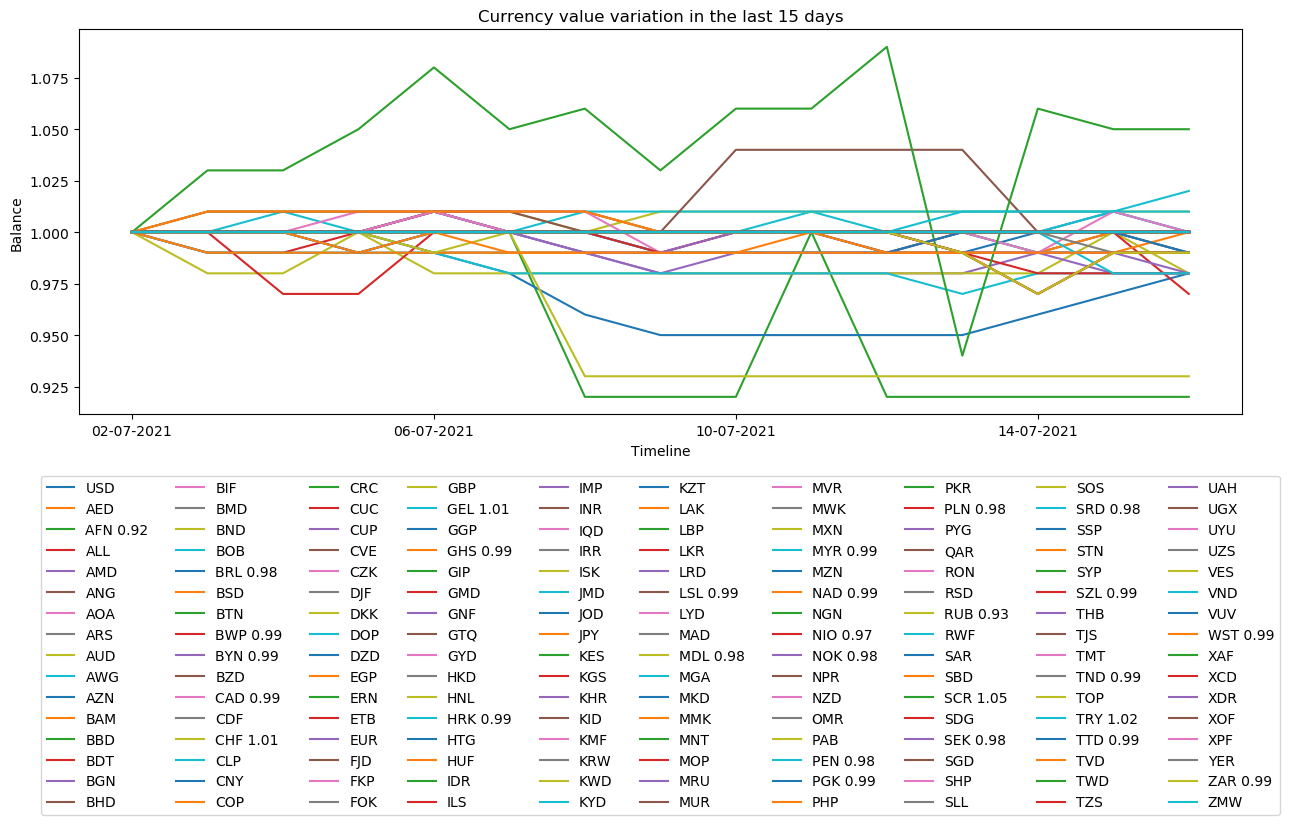 Currency value variation in the last 15 days
Balance
1.075
1.050
1.025
1.000
0.975
0.950
0.925
02-07-2021 06-07-2021 10-07-2021 14-07-2021
Timeline
USD BIF CRC GBP IMP KZT MVR PKR SOS UAH
AED BMD CUC GEL 1.01 INR LAK MWK PLN 0.98 SRD 0.98 UGX
AFN 0.92 BND CUP GGP IQD LBP MXN PYG SSP UYU
ALL BOB CVE GHS 0.99 IRR LKR MYR 0.99 QAR STN UZS
AMD BRL 0.98 CZK GIP ISK LRD MZN RON SYP VES
ANG BSD DJF GMD JMD LSL 0.99 NAD 0.99 RSD SZL 0.99 VND
AOA BTN DKK GNF JOD LYD NGN RUB 0.93 THB VUV
ARS BWP 0.99 DOP GTQ JPY MAD NIO 0.97 RWF TJS WST 0.99
AUD BYN 0.99 DZD GYD KES MDL 0.98 NOK 0.98 SAR TMT XAF
AWG BZD EGP HKD KGS MGA NPR SBD TND 0.99 XCD
AZN CAD 0.99 ERN HNL KHR MKD NZD SCR 1.05 TOP XDR
BAM CDF ETB HRK 0.99 KID MMK OMR SDG TRY 1.02 XOF
BBD CHF 1.01 EUR HTG KMF MNT PAB SEK 0.98 TTD 0.99 XPF
BDT CLP FJD HUF KRW MOP PEN 0.98 SGD TVD YER
BGN CNY FKP IDR KWD MRU PGK 0.99 SHP TWD ZAR 0.99
BHD COP FOK ILS KYD MUR PHP SLL TZS ZMW